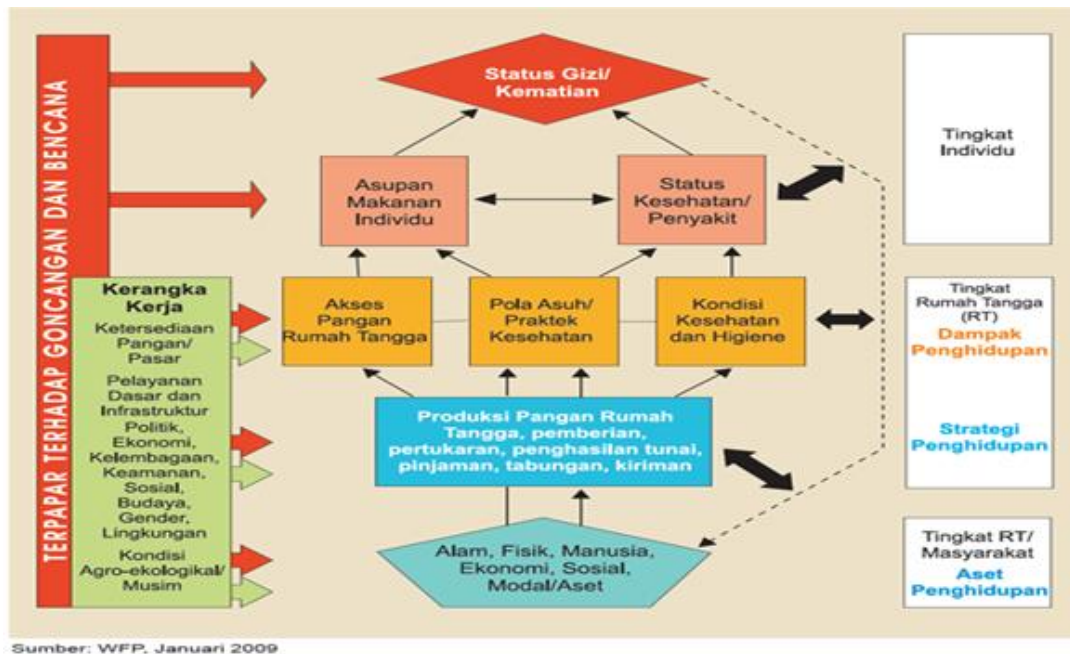 TERPAPAR TERHADAP GONCANGAN DAN BENCANA
Kerangka
Kerja
Ketersediaan
Pangan/
Pasar
Pelayanan
Dasar dan
Infrastruktur
Politik,
Ekonomi,
Kelembagaan,
Keamanan,
Sosial,
Budaya,
Gender,
Lingkungan
Kondisi
Agro-ekologikal/
Musim
Status Gizi/
Kematian
Asupan
Makanan
Individu
Status
Kesehatan/
Penyakit
Akses
Pangan
Rumah Tangga
Pola Asuh/
Praktek
Kesehatan
Kondisi
Kesehatan
dan Higiene
Produksi Pangan Rumah
Tangga, pemberian,
pertukaran, penghasilan tunai,
pinjaman, tabungan, kiriman
Alam, Fisik, Manusia,
Ekonomi, Sosial,
Modal/Aset
Tingkat
Individu
Tingkat
Rumah Tangga
(RT)
Dampak
Penghidupan
Strategi
Penghidupan
Tingkat RT/
Masyarakat
Aset
Penghidupan
Sumber: WFP, Januari 2009